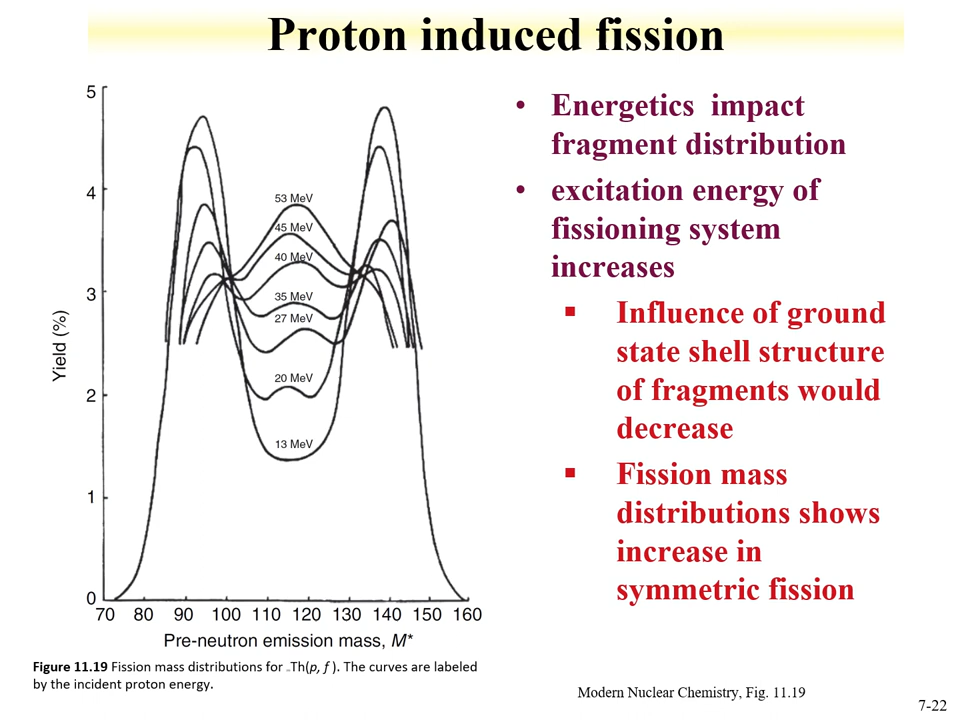 Proton induced fission
5
4
3
2
1
0
Yield (%)
53 MeV
45 MeV
40 MeV
35 MeV
27 MeV
20 MeV
13 MeV
70 80 90 100 110 120 130 140 150 160
Pre-neutron emission mass, M*
Figure 11.19 Fission mass distributions for Th(p, f ). The curves are labeled
by the incident proton energy.
• Energetics impact
fragment distribution
• excitation energy of
fissioning system
increases
▪ Influence of ground
state shell structure
of fragments would
decrease
▪ Fission mass
distributions shows
increase in
symmetric fission
Modern Nuclear Chemistry, Fig. 11.19
7-22